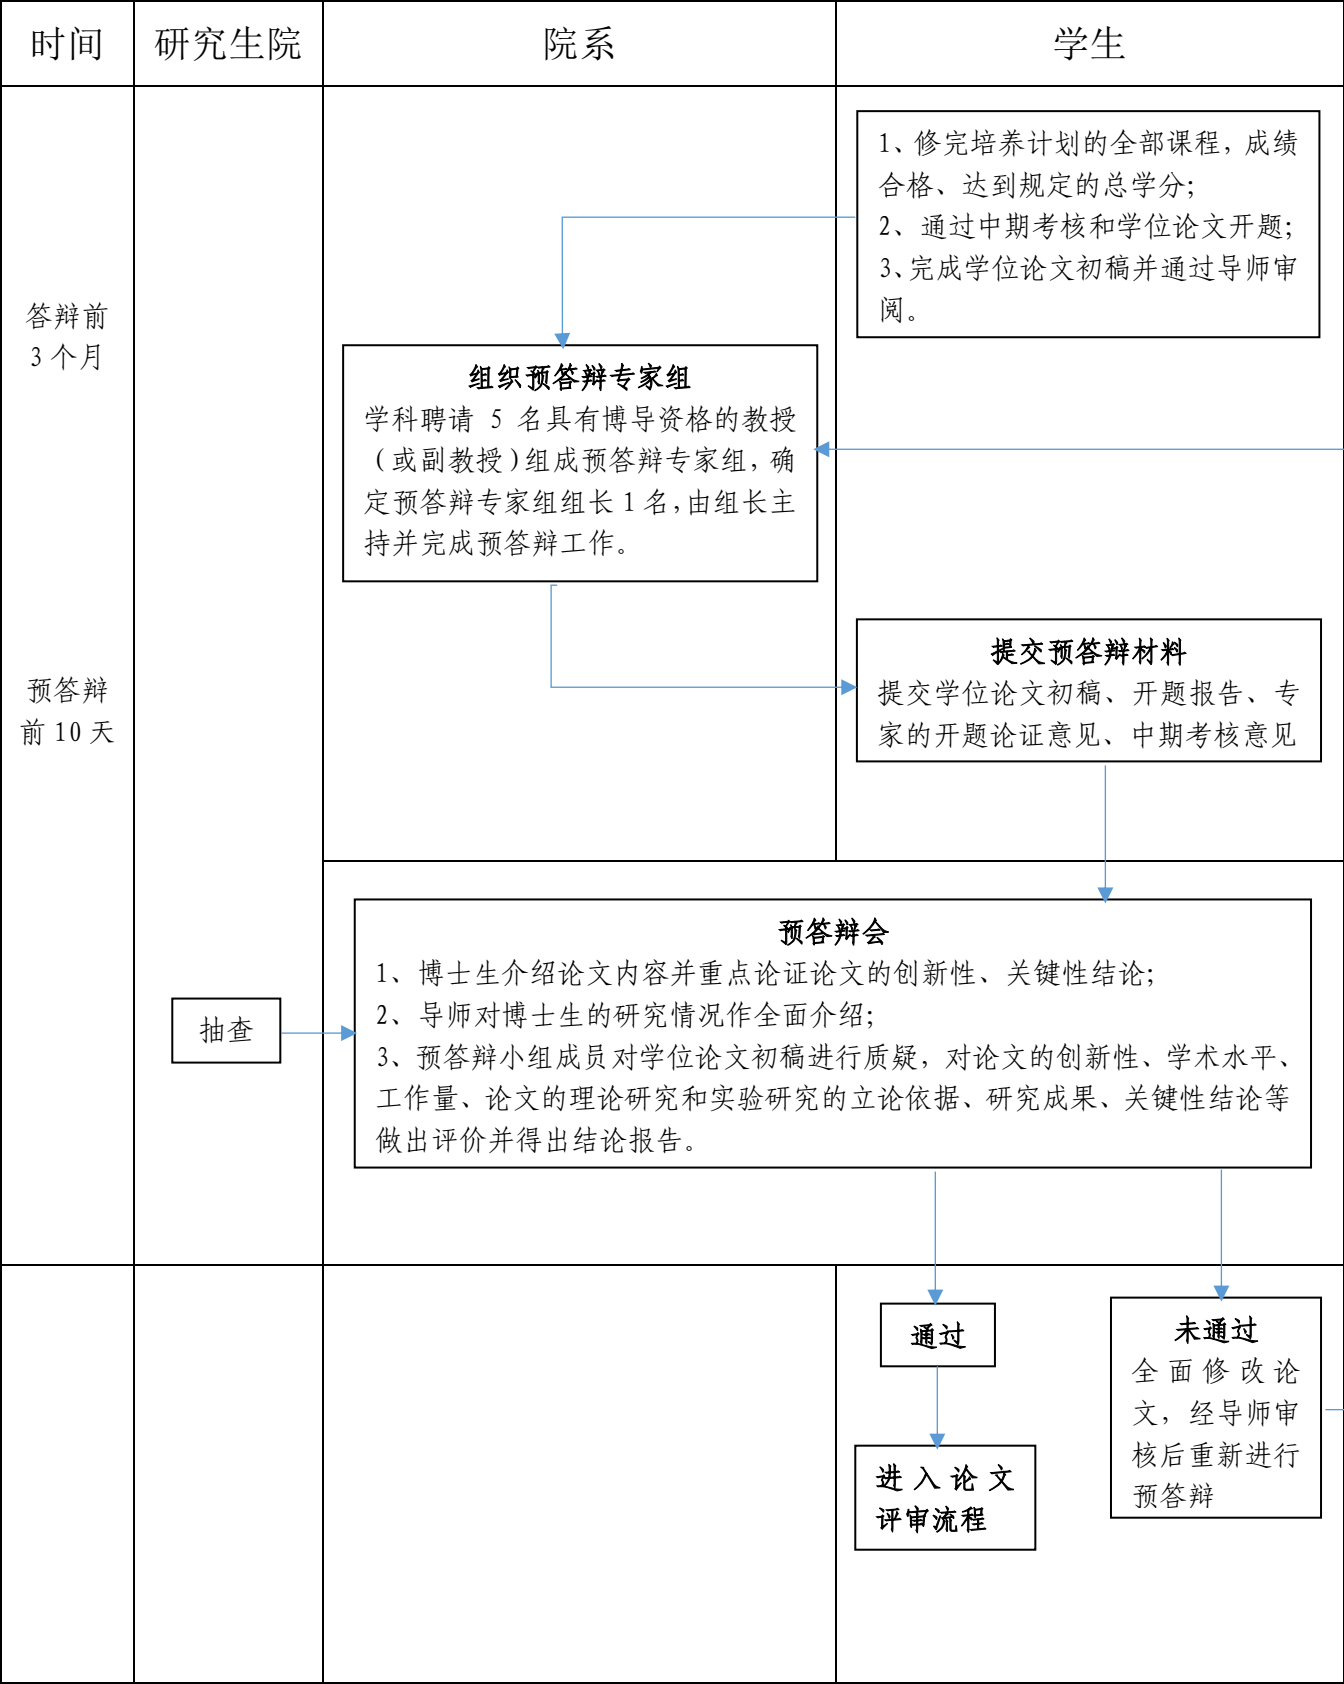 时间 研究生院 院系 学生
1、修完培养计划的全部课程，成绩
合格、达到规定的总学分；
2、通过中期考核和学位论文开题；
3、完成学位论文初稿并通过导师审
阅。
答辩前
3个月
组织预答辩专家组
学科聘请 5 名具有博导资格的教授
（或副教授）组成预答辩专家组，确
定预答辩专家组组长1名，由组长主
持并完成预答辩工作。
预答辩
前10天
提交预答辩材料
提交学位论文初稿、开题报告、专
家的开题论证意见、中期考核意见
抽查
预答辩会
1、博士生介绍论文内容并重点论证论文的创新性、关键性结论；
2、导师对博士生的研究情况作全面介绍；
3、预答辩小组成员对学位论文初稿进行质疑，对论文的创新性、学术水平、
工作量、论文的理论研究和实验研究的立论依据、研究成果、关键性结论等
做出评价并得出结论报告。
通过
进入论文
评审流程
未通过
全面修改论
文，经导师审
核后重新进行
预答辩